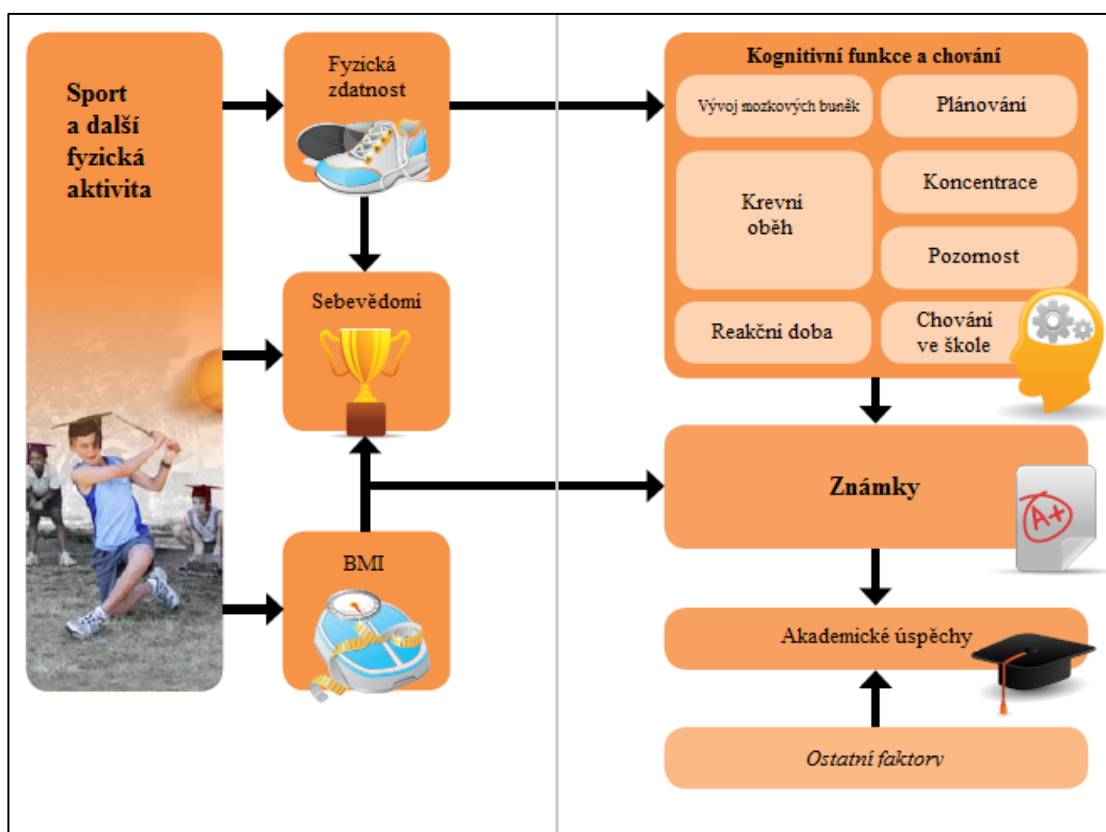 Sport
a další
fyzická
aktivita
Fyzická
zdatnost
Sebevědomí
BMI
Kognitivní funkce a chování
Vývoj mozkových buněk
Plánování
Krevní
oběh
Koncentrace
Pozornost
Reakční doba
Chování
ve škole
Známky
A+
Akademické úspěchy
Ostatní faktory